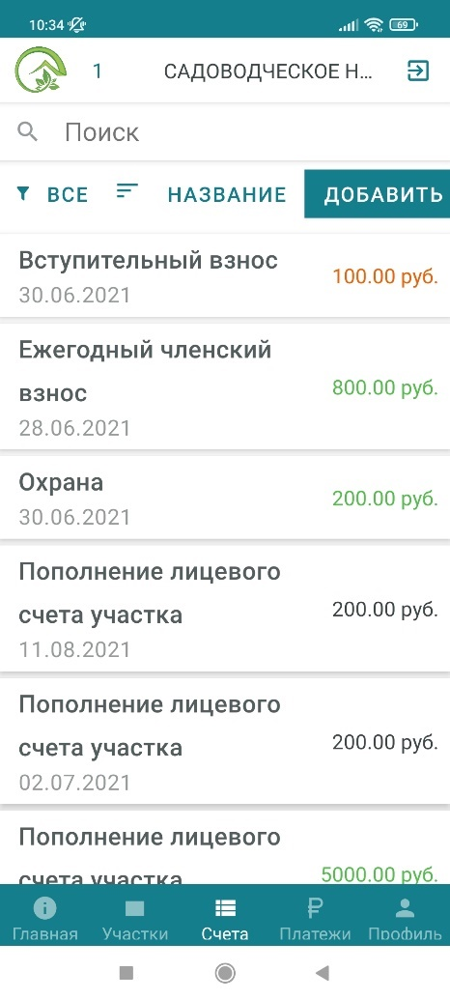 10:34
69
1 САДОВОДЧЕСКОЕ Н...
Поиск
ВСЕ НАЗВАНИЕ ДОБАВИТЬ
Вступительный взнос
100.00 руб.
30.06.2021
Ежегодный членский
взнос
800.00 руб.
28.06.2021
Охрана
200.00 руб.
30.06.2021
Пополнение лицевого
счета участка
200.00 руб.
11.08.2021
Пополнение лицевого
счета участка
200.00 руб.
02.07.2021
Пополнение лицевого
счета участка
5000.00 руб.
Главная Участки Счета Платежи Профиль